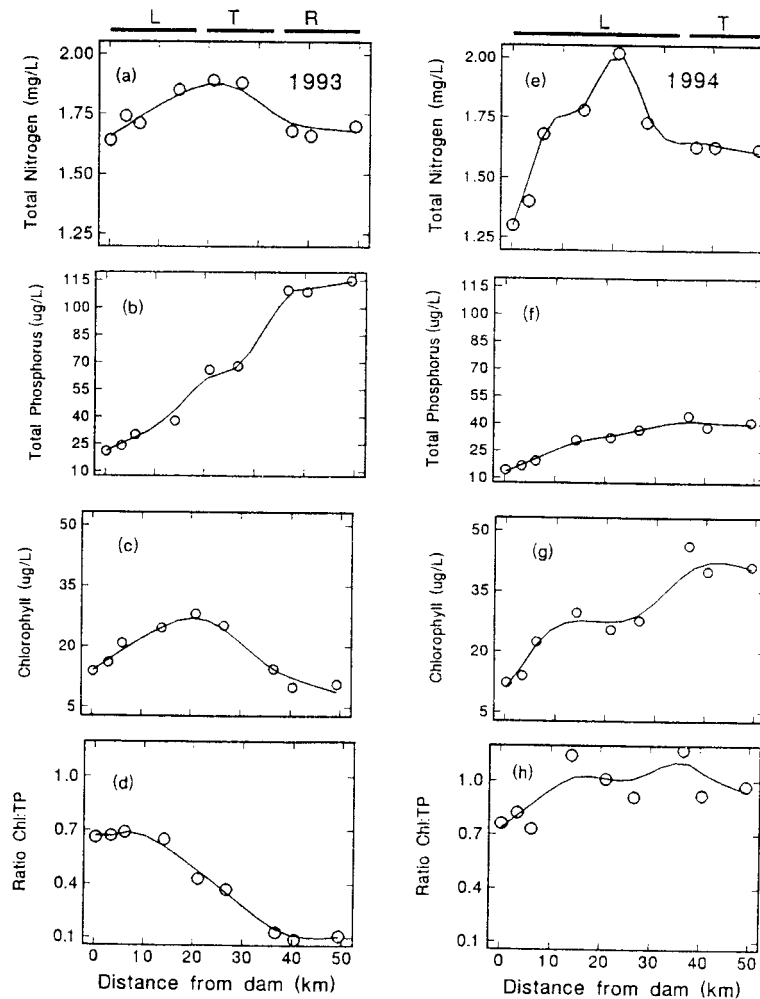 L T R
L T
(a) 1993
Total Nitrogen (mg/L)
2.00
1.75
1.50
1.25
(e) 1994
Total Nitrogen (mg/L)
2.00
1.75
1.50
1.25
(b)
Total Phosphorus (ug/L)
115
100
85
70
55
40
25
10
(f)
Total Phosphorus (ug/L)
115
100
85
70
55
40
25
10
(c)
Chlorophyll (ug/L)
50
35
20
5
(g)
Chlorophyll (ug/L)
50
35
20
5
(d)
Ratio Chl:TP
1.0
0.7
0.4
0.1
0 10 20 30 40 50
Distance from dam (km)
(h)
Ratio Chl:TP
1.0
0.7
0.4
0.1
0 10 20 30 40 50
Distance from dam (km)